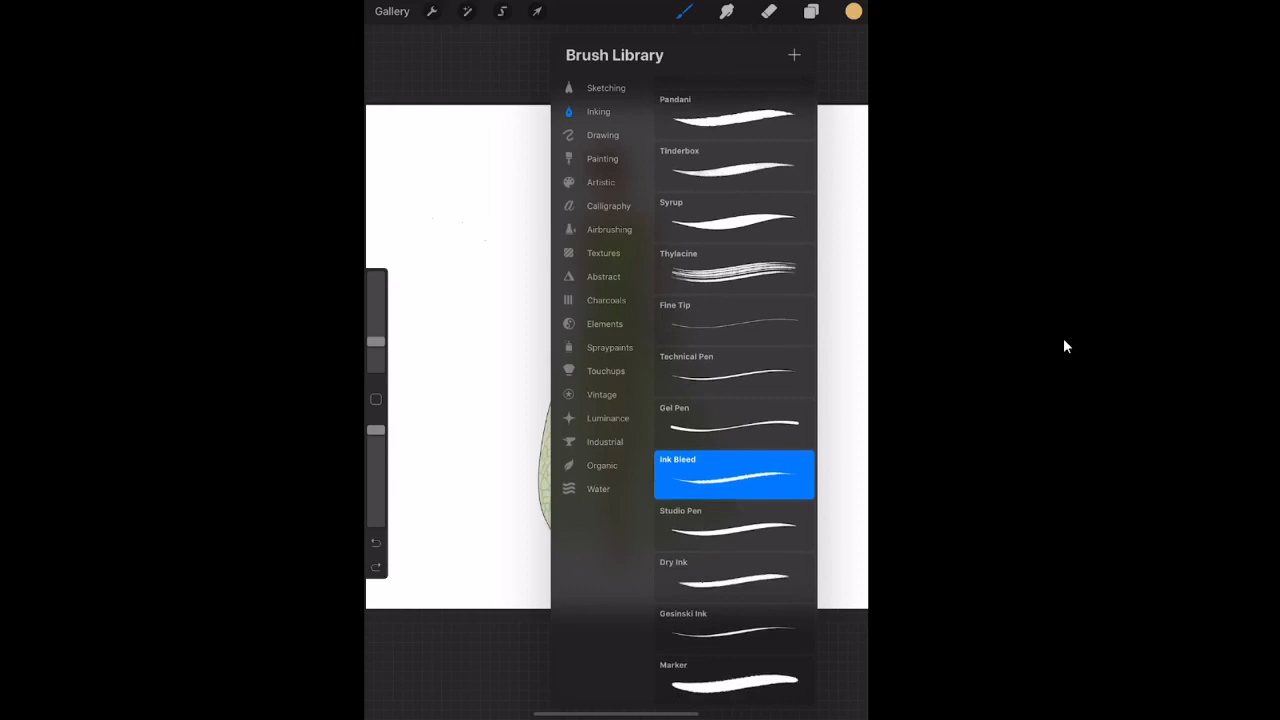 Gallery
Brush Library
Sketching
Inking
Drawing
Painting
Artistic
Calligraphy
Airbrushing
Textures
Abstract
Charcoals
Elements
Spraypaints
Touchups
Vintage
Luminance
Industrial
Organic
Water
Pandani
Tinderbox
Syrup
Thylacine
Fine Tip
Technical Pen
Gel Pen
Ink Bleed
Studio Pen
Dry Ink
Gesinski Ink
Marker